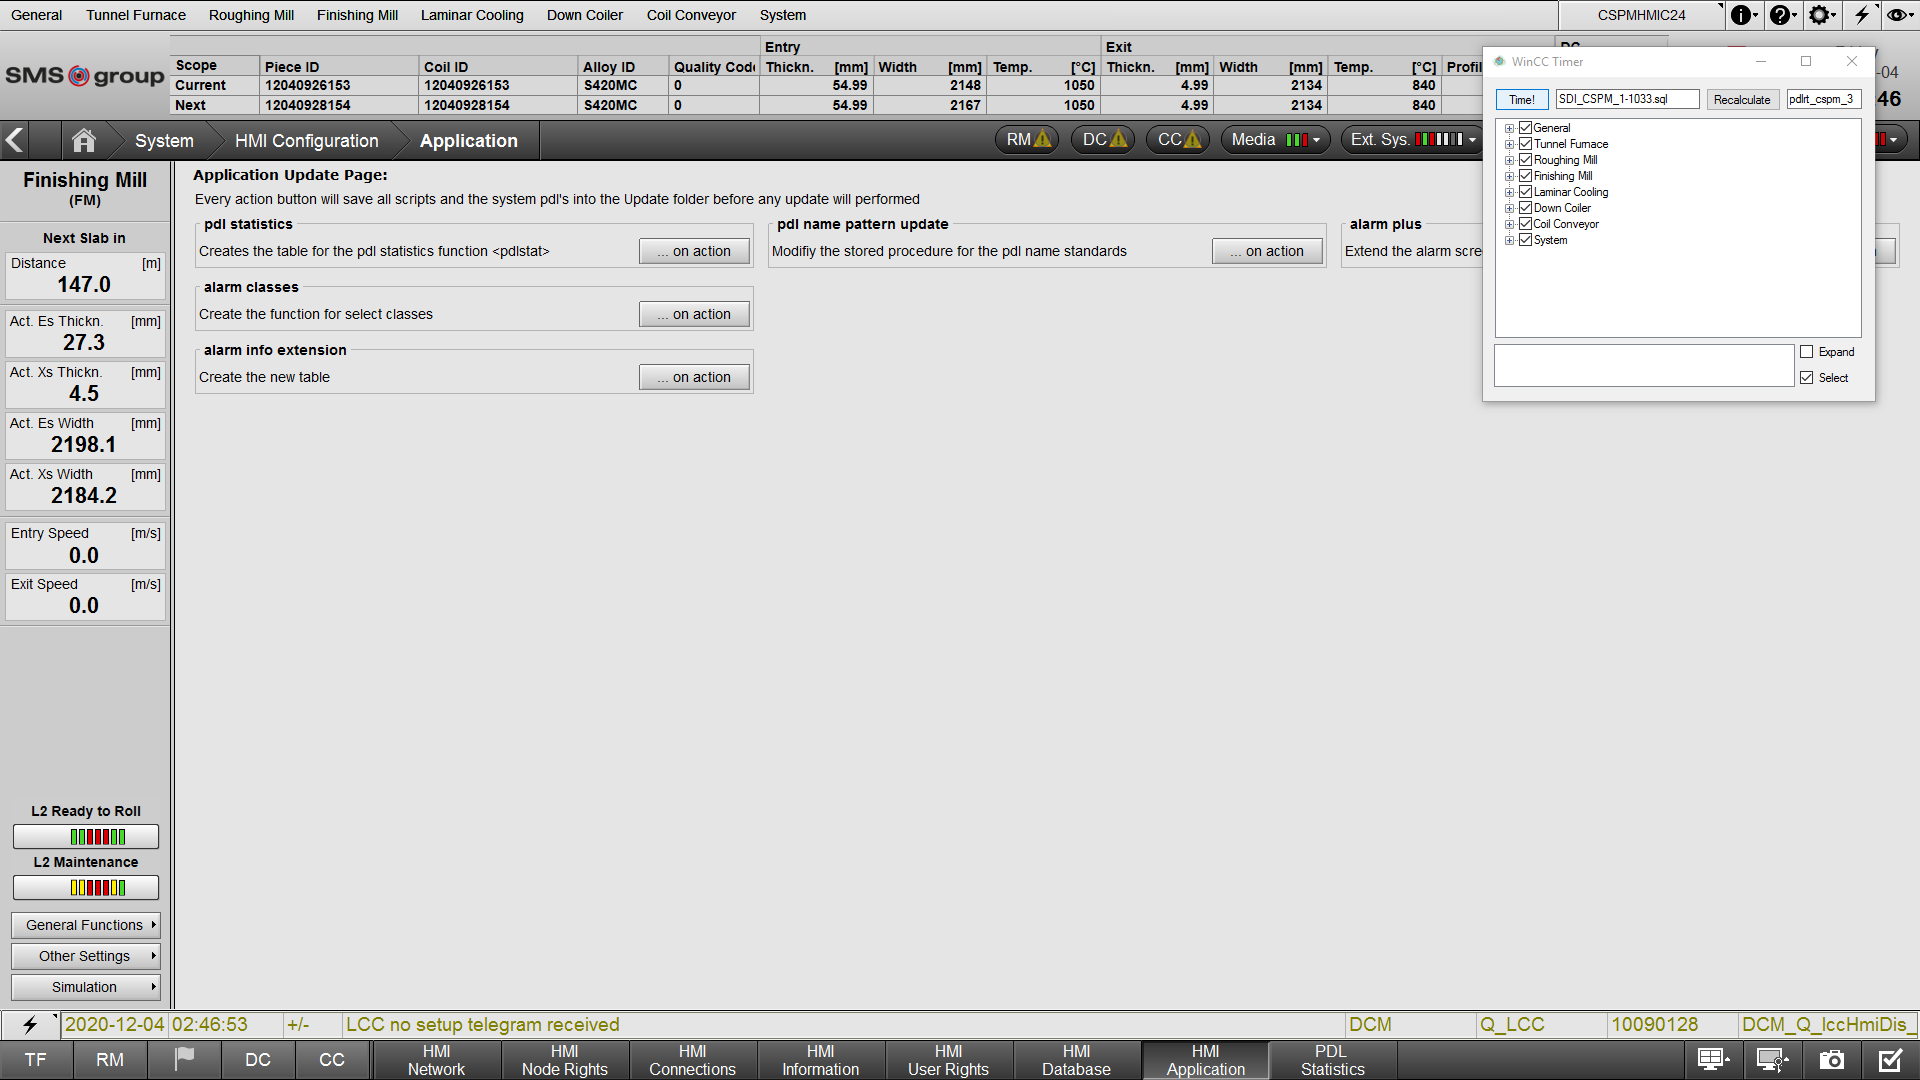 General Tunnel Furnace Roughing Mill Finishing Mill Laminar Cooling Down Coiler Coil Conveyor System CSPMHMIC24
SMS group
Entry Exit
Scope Piece ID Coil ID Alloy ID Quality Code Thickn. [mm] Width [mm] Temp. [°C] Thickn. [mm] Width [mm] Temp. [°C] Profil
Current 12040926153 12040926153 S420MC 0 54.99 2148 1050 4.99 2134 840
Next 12040928154 12040928154 S420MC 0 54.99 2167 1050 4.99 2134 840
-04
46
System HMI Configuration Application RM DC CC Media Ext. Sys.
WinCC Timer
Time! SDI_CSPM_1-1033.sql Recalculate pdlrt_cspm_3
General
Tunnel Furnace
Roughing Mill
Finishing Mill
Laminar Cooling
Down Coiler
Coil Conveyor
System
Expand
Select
Finishing Mill
(FM)
Next Slab in
Distance [m]
147.0
Act. Es Thickn. [mm]
27.3
Act. Xs Thickn. [mm]
4.5
Act. Es Width [mm]
2198.1
Act. Xs Width [mm]
2184.2
Entry Speed [m/s]
0.0
Exit Speed [m/s]
0.0
L2 Ready to Roll
L2 Maintenance
General Functions
Other Settings
Simulation
Application Update Page:
Every action button will save all scripts and the system pdl's into the Update folder before any update will performed
pdl statistics
Creates the table for the pdl statistics function <pdlstat> ... on action
pdl name pattern update
Modifiy the stored procedure for the pdl name standards ... on action
alarm plus
Extend the alarm scre
alarm classes
Create the function for select classes ... on action
alarm info extension
Create the new table ... on action
2020-12-04 02:46:53 +/- LCC no setup telegram received DCM Q_LCC 10090128 DCM_Q_lccHmiDis_
TF RM DC CC
HMI Network
HMI Node Rights
HMI Connections
HMI Information
HMI User Rights
HMI Database
HMI Application
PDL Statistics